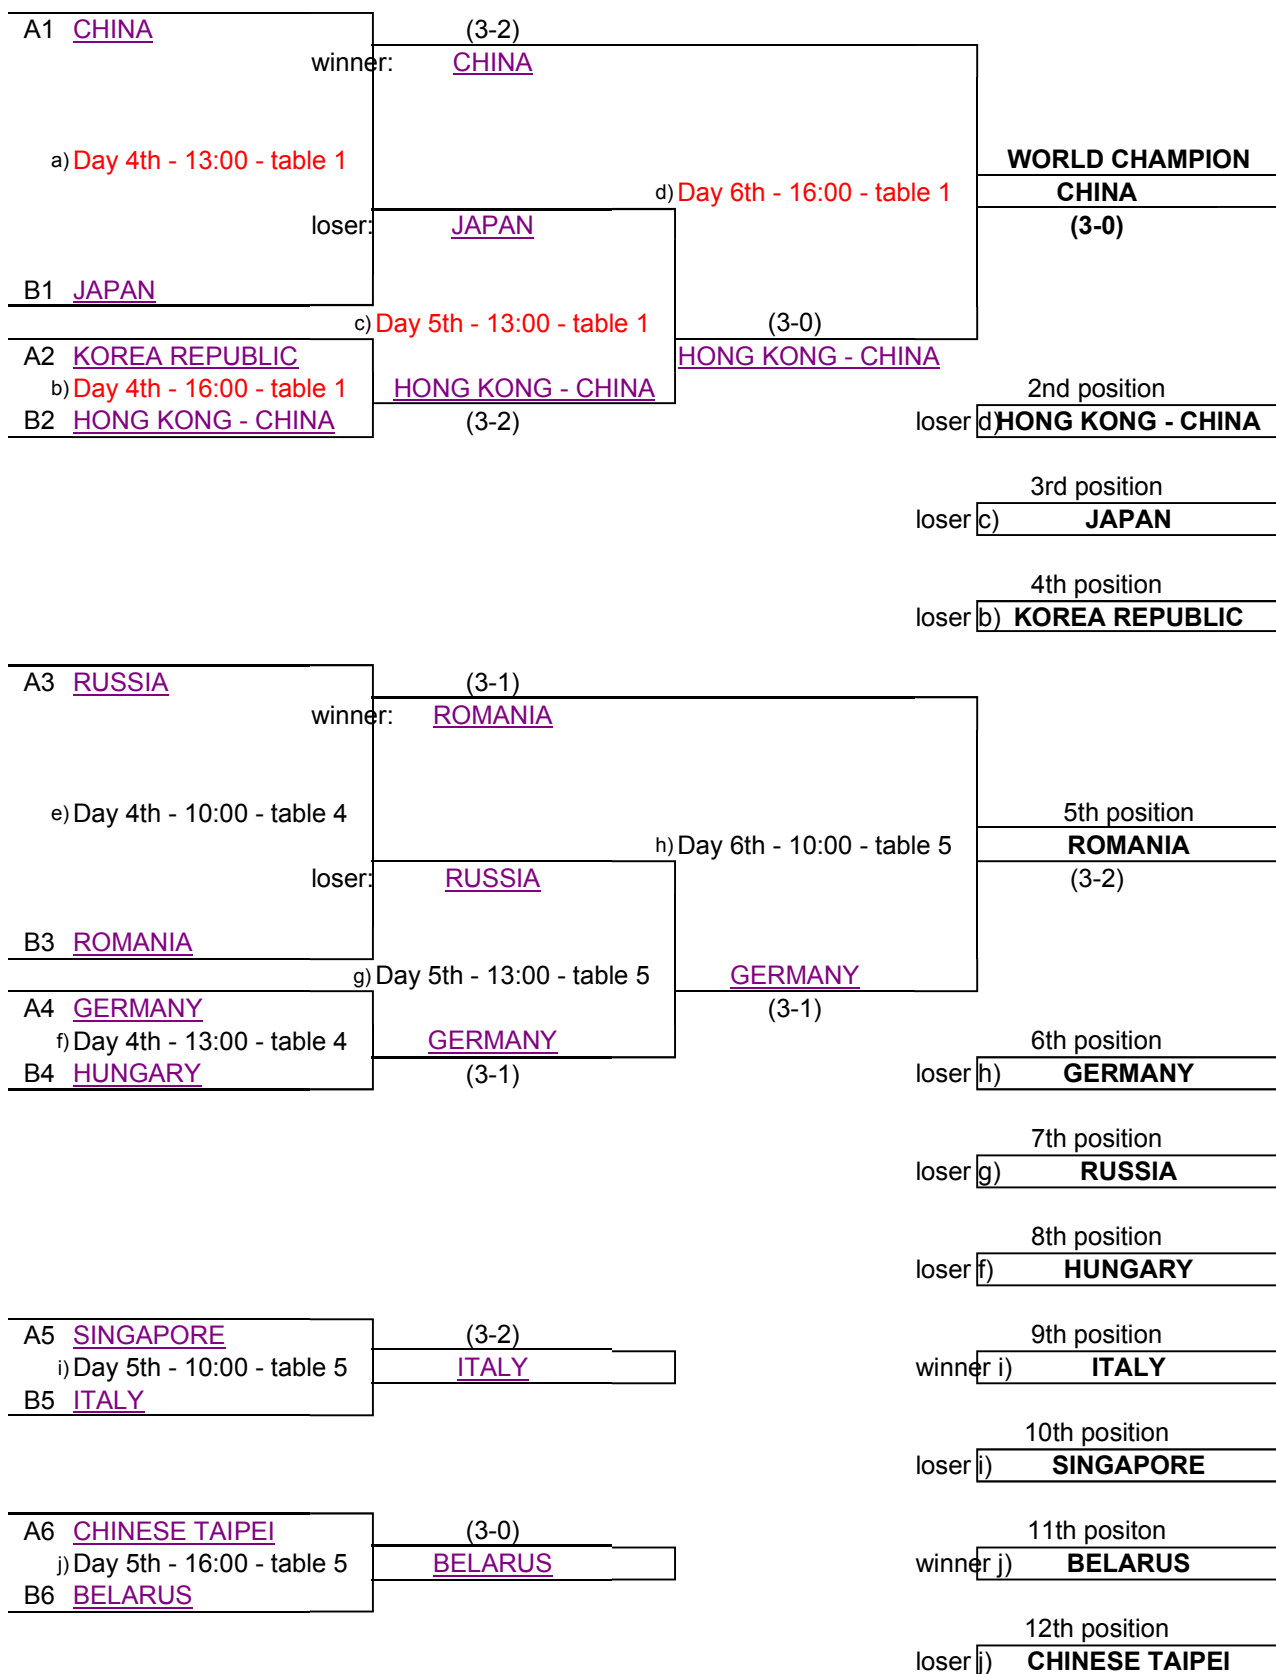 A1 CHINA (3-2)
winner: CHINA
a) Day 4th - 13:00 - table 1 WORLD CHAMPION
d) Day 6th - 16:00 - table 1 CHINA
loser: JAPAN (3-0)
B1 JAPAN
c) Day 5th - 13:00 - table 1 (3-0)
A2 KOREA REPUBLIC HONG KONG - CHINA
b) Day 4th - 16:00 - table 1 HONG KONG - CHINA 2nd position
B2 HONG KONG - CHINA (3-2) loser d) HONG KONG - CHINA
3rd position
loser c) JAPAN
4th position
loser b) KOREA REPUBLIC
A3 RUSSIA (3-1)
winner: ROMANIA
e) Day 4th - 10:00 - table 4 5th position
h) Day 6th - 10:00 - table 5 ROMANIA
loser: RUSSIA (3-2)
B3 ROMANIA
g) Day 5th - 13:00 - table 5 GERMANY
A4 GERMANY (3-1)
f) Day 4th - 13:00 - table 4 GERMANY 6th position
B4 HUNGARY (3-1) loser h) GERMANY
7th position
loser g) RUSSIA
8th position
loser f) HUNGARY
A5 SINGAPORE (3-2) 9th position
i) Day 5th - 10:00 - table 5 ITALY winner i) ITALY
B5 ITALY
10th position
loser i) SINGAPORE
A6 CHINESE TAIPEI (3-0) 11th positon
j) Day 5th - 16:00 - table 5 BELARUS winner j) BELARUS
B6 BELARUS
12th position
loser j) CHINESE TAIPEI